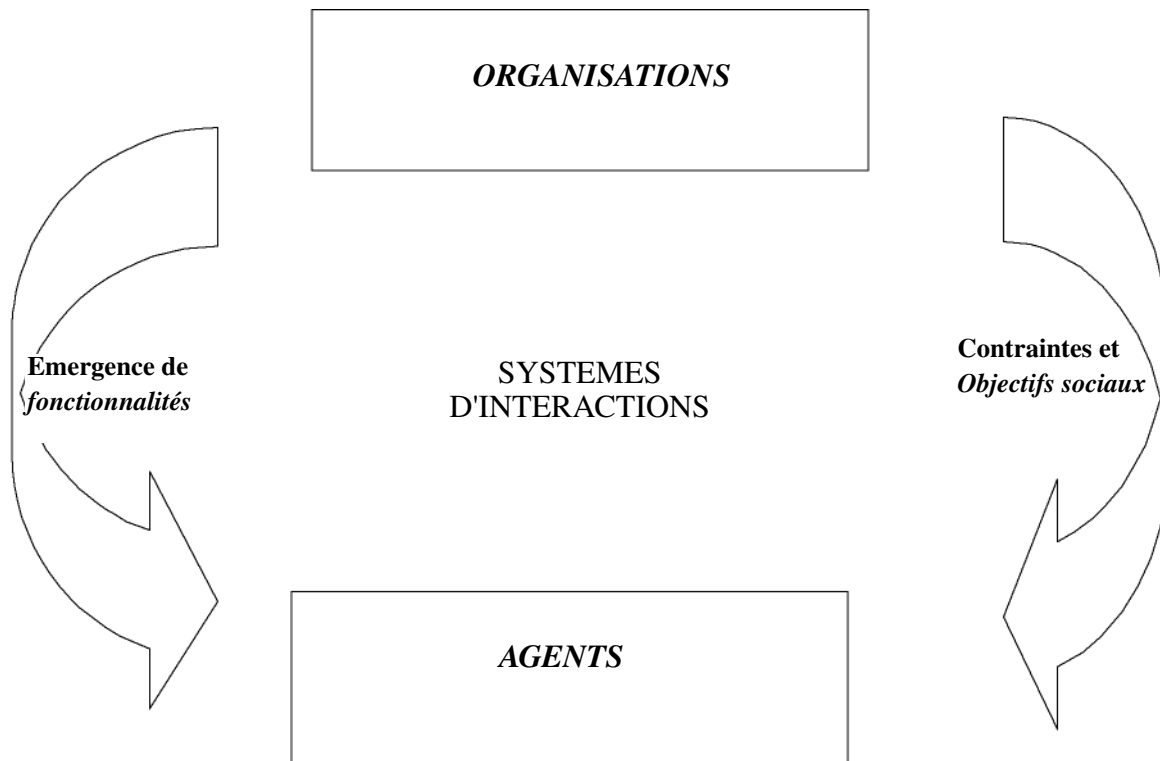 ORGANISATIONS
Emergence de
fonctionnalités
SYSTEMES
D'INTERACTIONS
Contraintes et
Objectifs sociaux
AGENTS